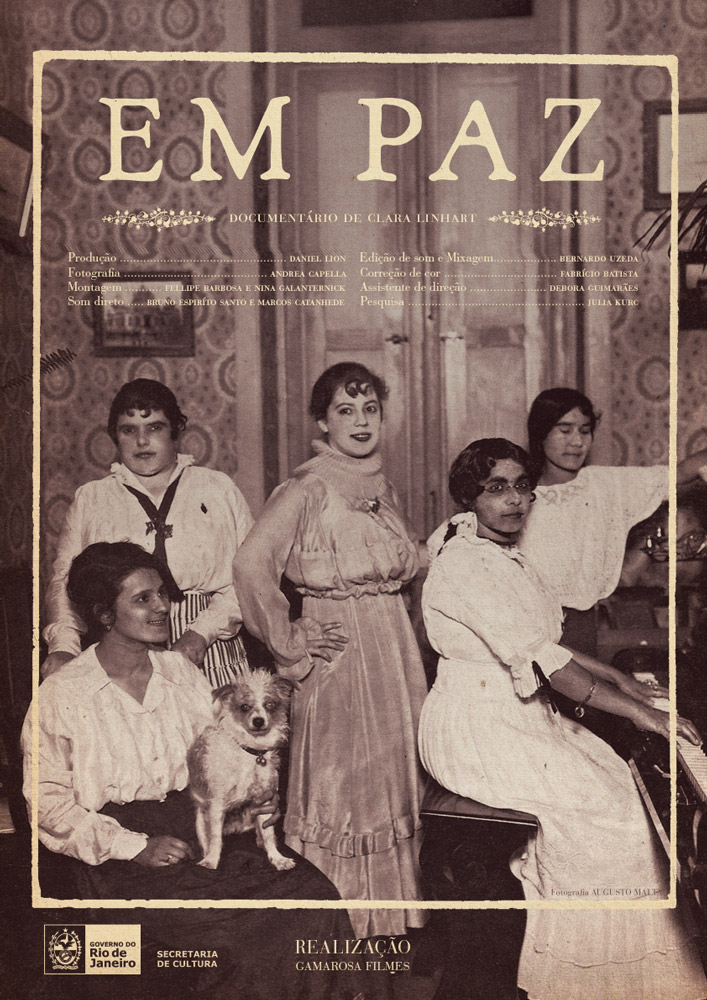 EM PAZ
DOCUMENTÁRIO DE CLARA LINHART
Produção ........ DANIEL LION
Fotografia ........ ANDREA CAPELLA
Montagem ........ FELLIPE BARBOSA E NINA GALANTERNICK
Som direto ..... BRUNO ESPIRÍTO SANTO E MARCOS CATANHEDE
Edição de som e Mixagem ........ BERNARDO UZEDA
Correção de cor ........ FABRÍCIO BATISTA
Assistente de direção ........ DEBORA GUIMARÃES
Pesquisa ........ JULIA KURC
Fotografia AUGUSTO
GOVERNO DO
Rio de
Janeiro
SECRETARIA
DE CULTURA
REALIZAÇÃO
GAMAROSA FILMES